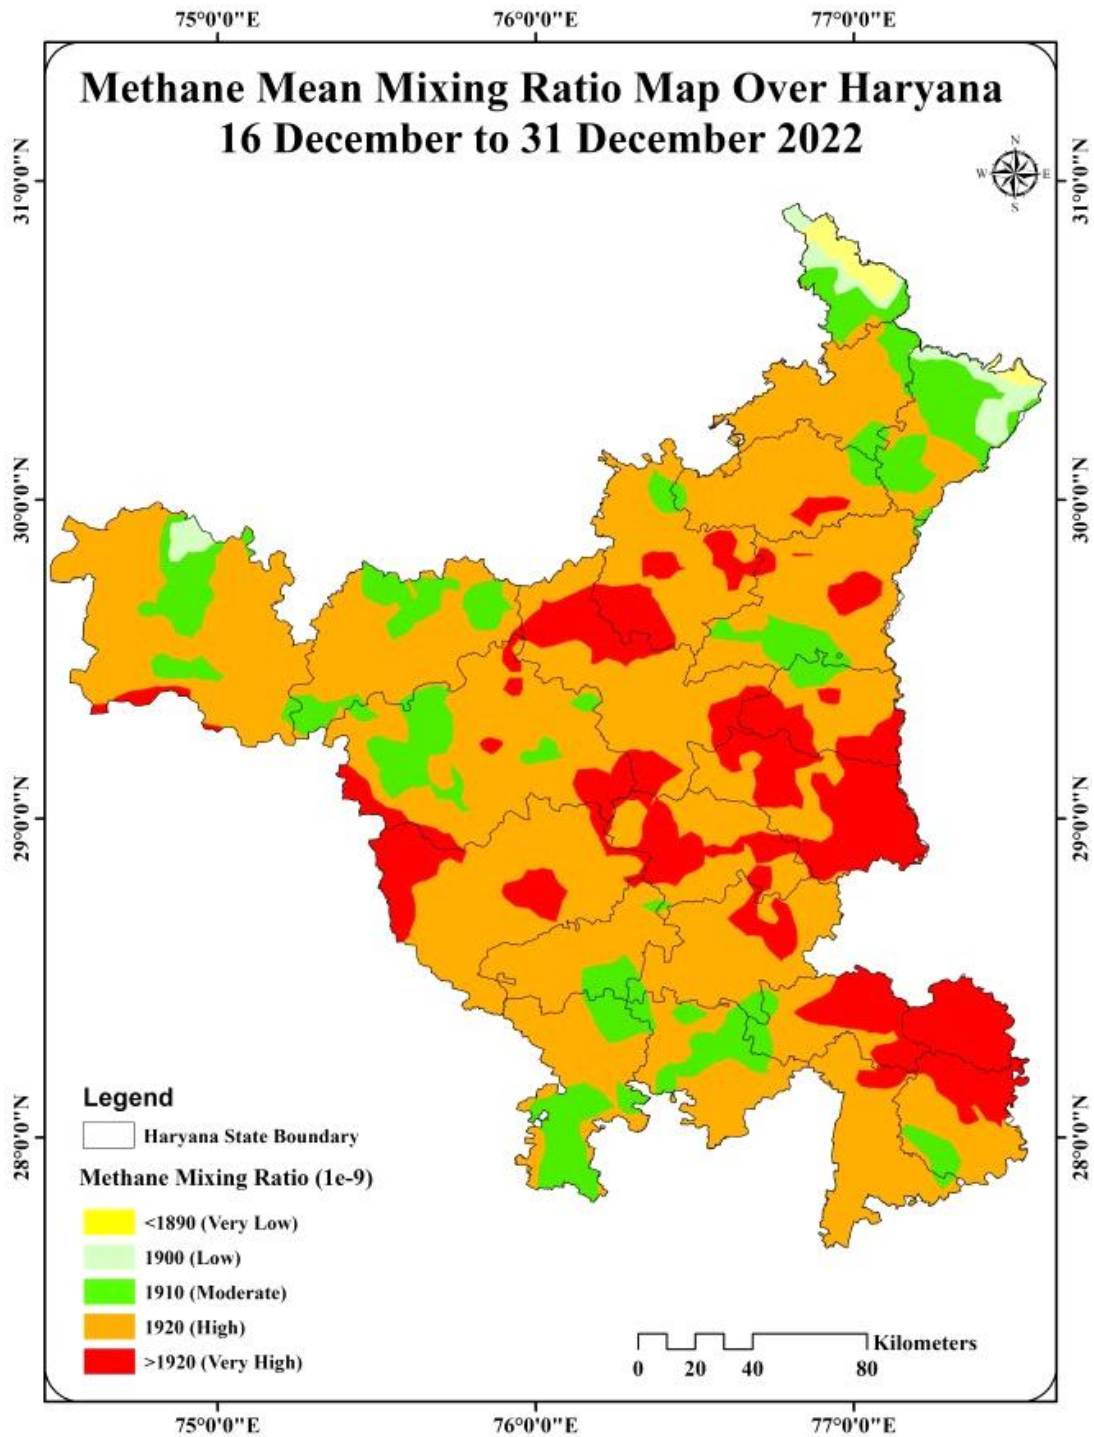 75°0'0"E 76°0'0"E 77°0'0"E
Methane Mean Mixing Ratio Map Over Haryana
16 December to 31 December 2022
N
W E
S
31°0'0"N 31°0'0"N
30°0'0"N 30°0'0"N
29°0'0"N 29°0'0"N
28°0'0"N 28°0'0"N
Legend
Haryana State Boundary
Methane Mixing Ratio (1e-9)
<1890 (Very Low)
1900 (Low)
1910 (Moderate)
1920 (High)
>1920 (Very High)
Kilometers
0 20 40 80
75°0'0"E 76°0'0"E 77°0'0"E